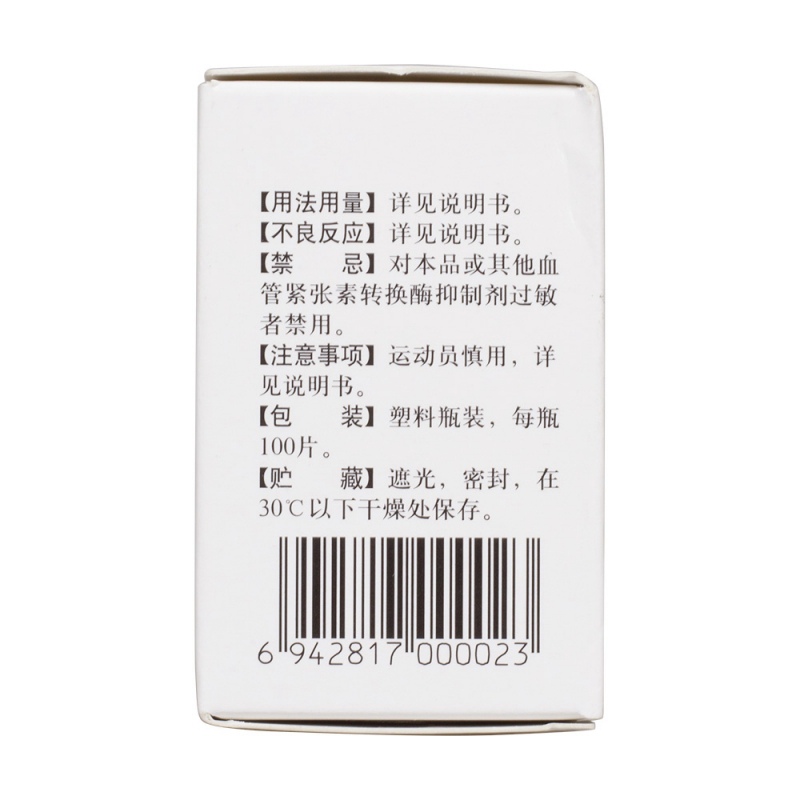 【用法用量】详见说明书。
【不良反应】详见说明书。
【禁　　忌】对本品或其他血
管紧张素转换酶抑制剂过敏
者禁用。
【注意事项】运动员慎用，详
见说明书。
【包　　装】塑料瓶装，每瓶
100片。
【贮　　藏】遮光，密封，在
30℃以下干燥处保存。
6 942817 000023